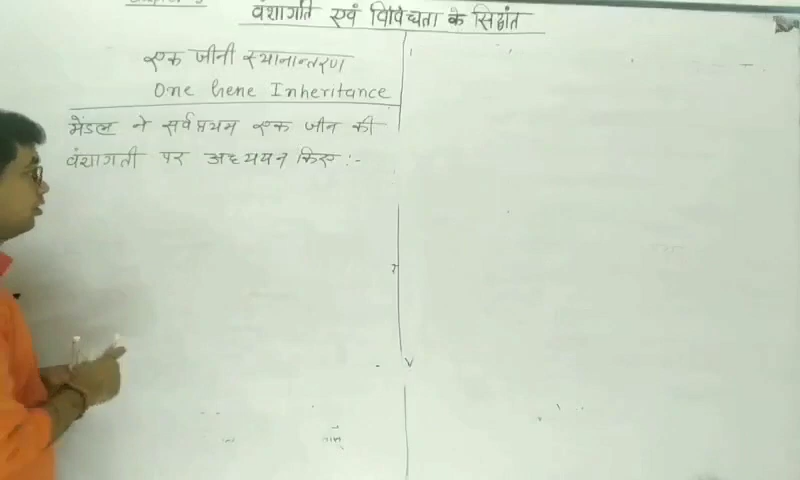 वंशागति एवं विविधता के सिद्धांत
एक जीनी स्थानान्तरण
One Gene Inheritance
मेंडल ने सर्वप्रथम एक जीन की
वंशागती पर अध्ययन किए :-